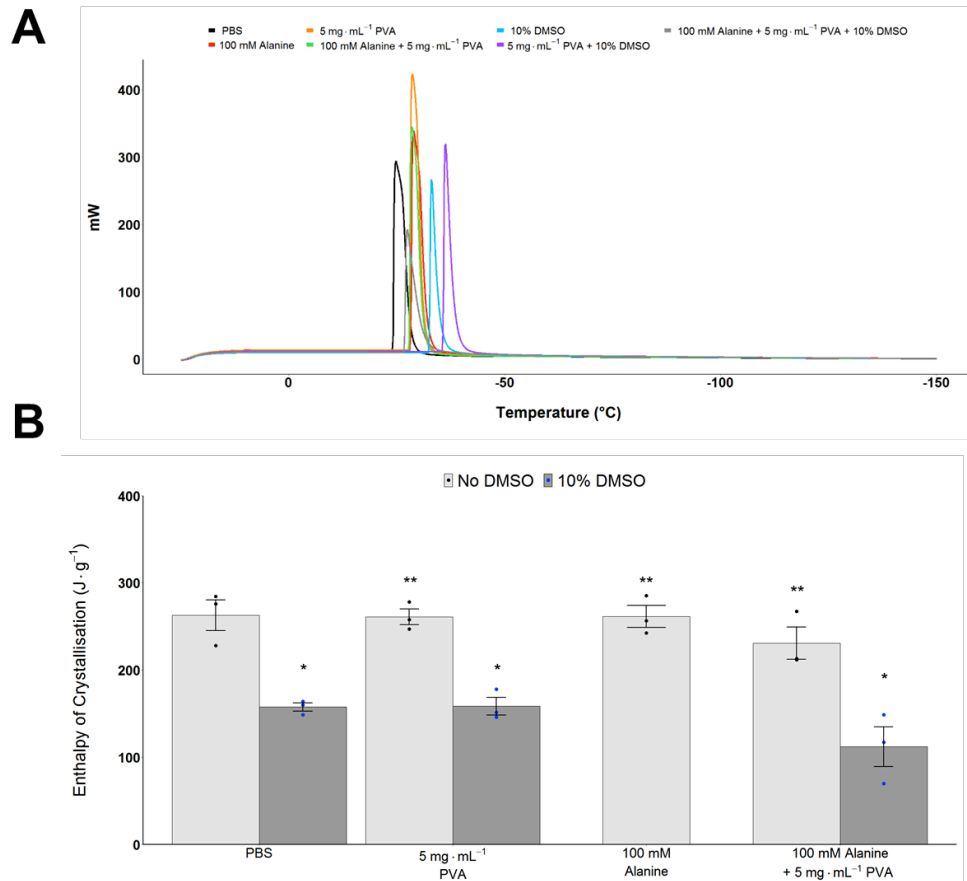 A
PBS 5 mg · mL⁻¹ PVA 10% DMSO 100 mM Alanine + 5 mg · mL⁻¹ PVA + 10% DMSO
100 mM Alanine 100 mM Alanine + 5 mg · mL⁻¹ PVA 5 mg · mL⁻¹ PVA + 10% DMSO
400
300
mW
200
100
0
0 -50 -100 -150
Temperature (°C)
B
No DMSO 10% DMSO
400
Enthalpy of Crystallisation (J · g⁻¹)
300
** ** **
200
* * *
100
0
PBS 5 mg · mL⁻¹ 100 mM 100 mM Alanine
PVA Alanine + 5 mg · mL⁻¹ PVA